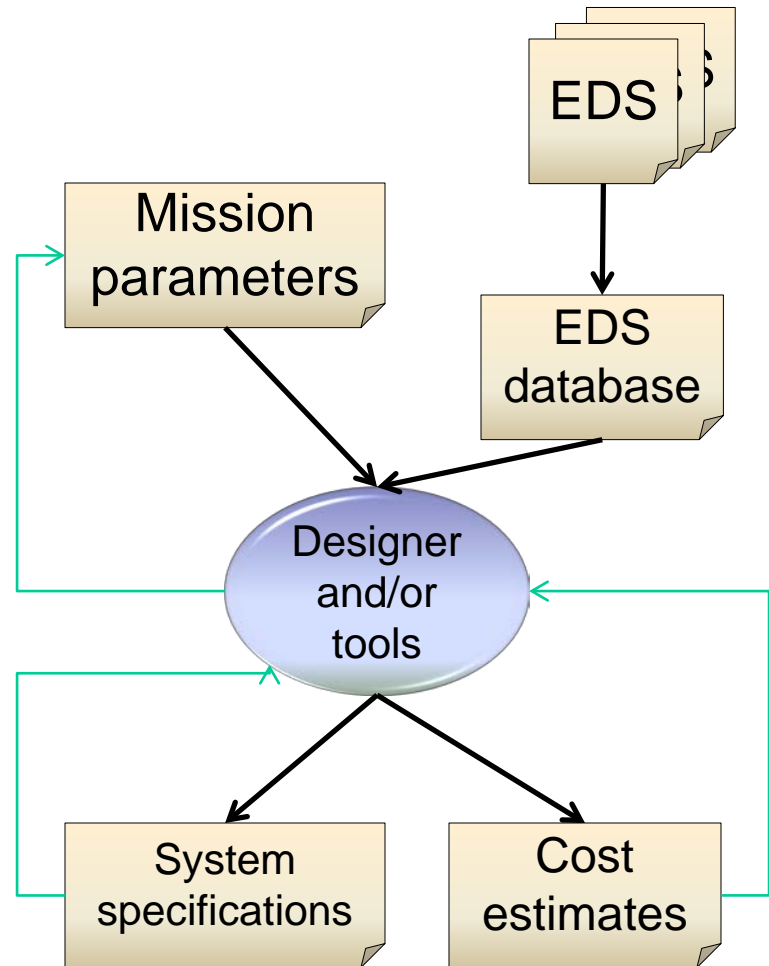 EDS
S
S
Mission
parameters
EDS
database
Designer
and/or
tools
System
specifications
Cost
estimates